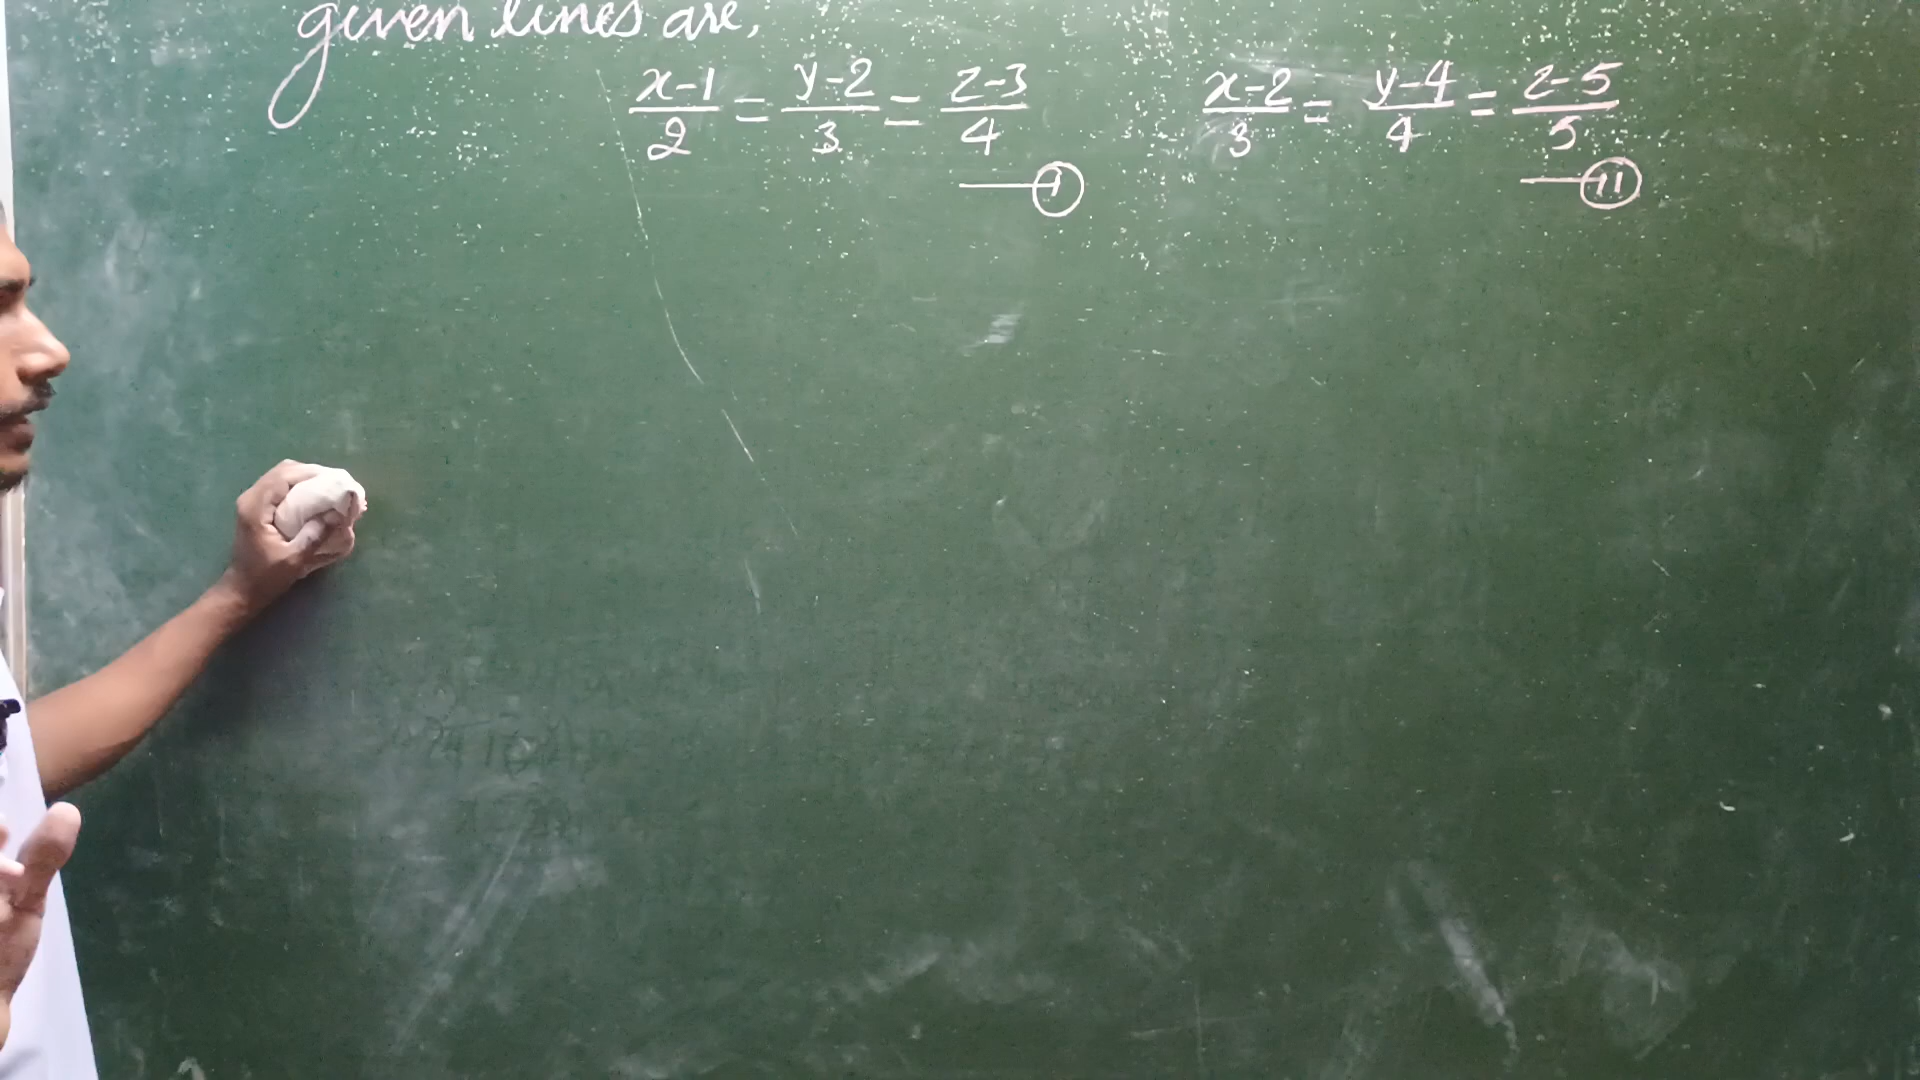 given lines are,
x-1/2 = y-2/3 = z-3/4 x-2/3 = y-4/4 = z-5/5
—(I) —(II)